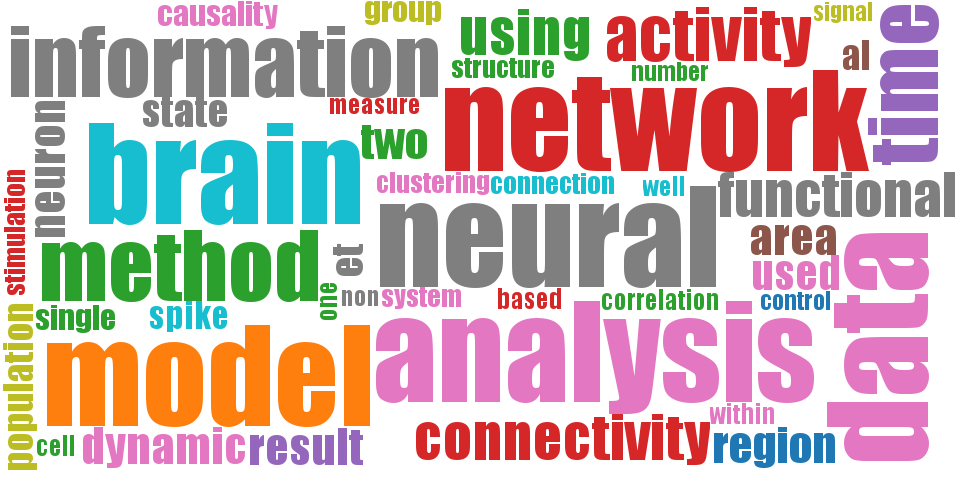 causality
group
signal
information
using
activity
time
al
structure
number
state
measure
network
neuron
brain
two
clustering
connection
well
functional
stimulation
neural
method
et
area
used
data
one
non
system
based
correlation
control
population
single
spike
model
analysis
within
connectivity
region
cell
dynamic
result